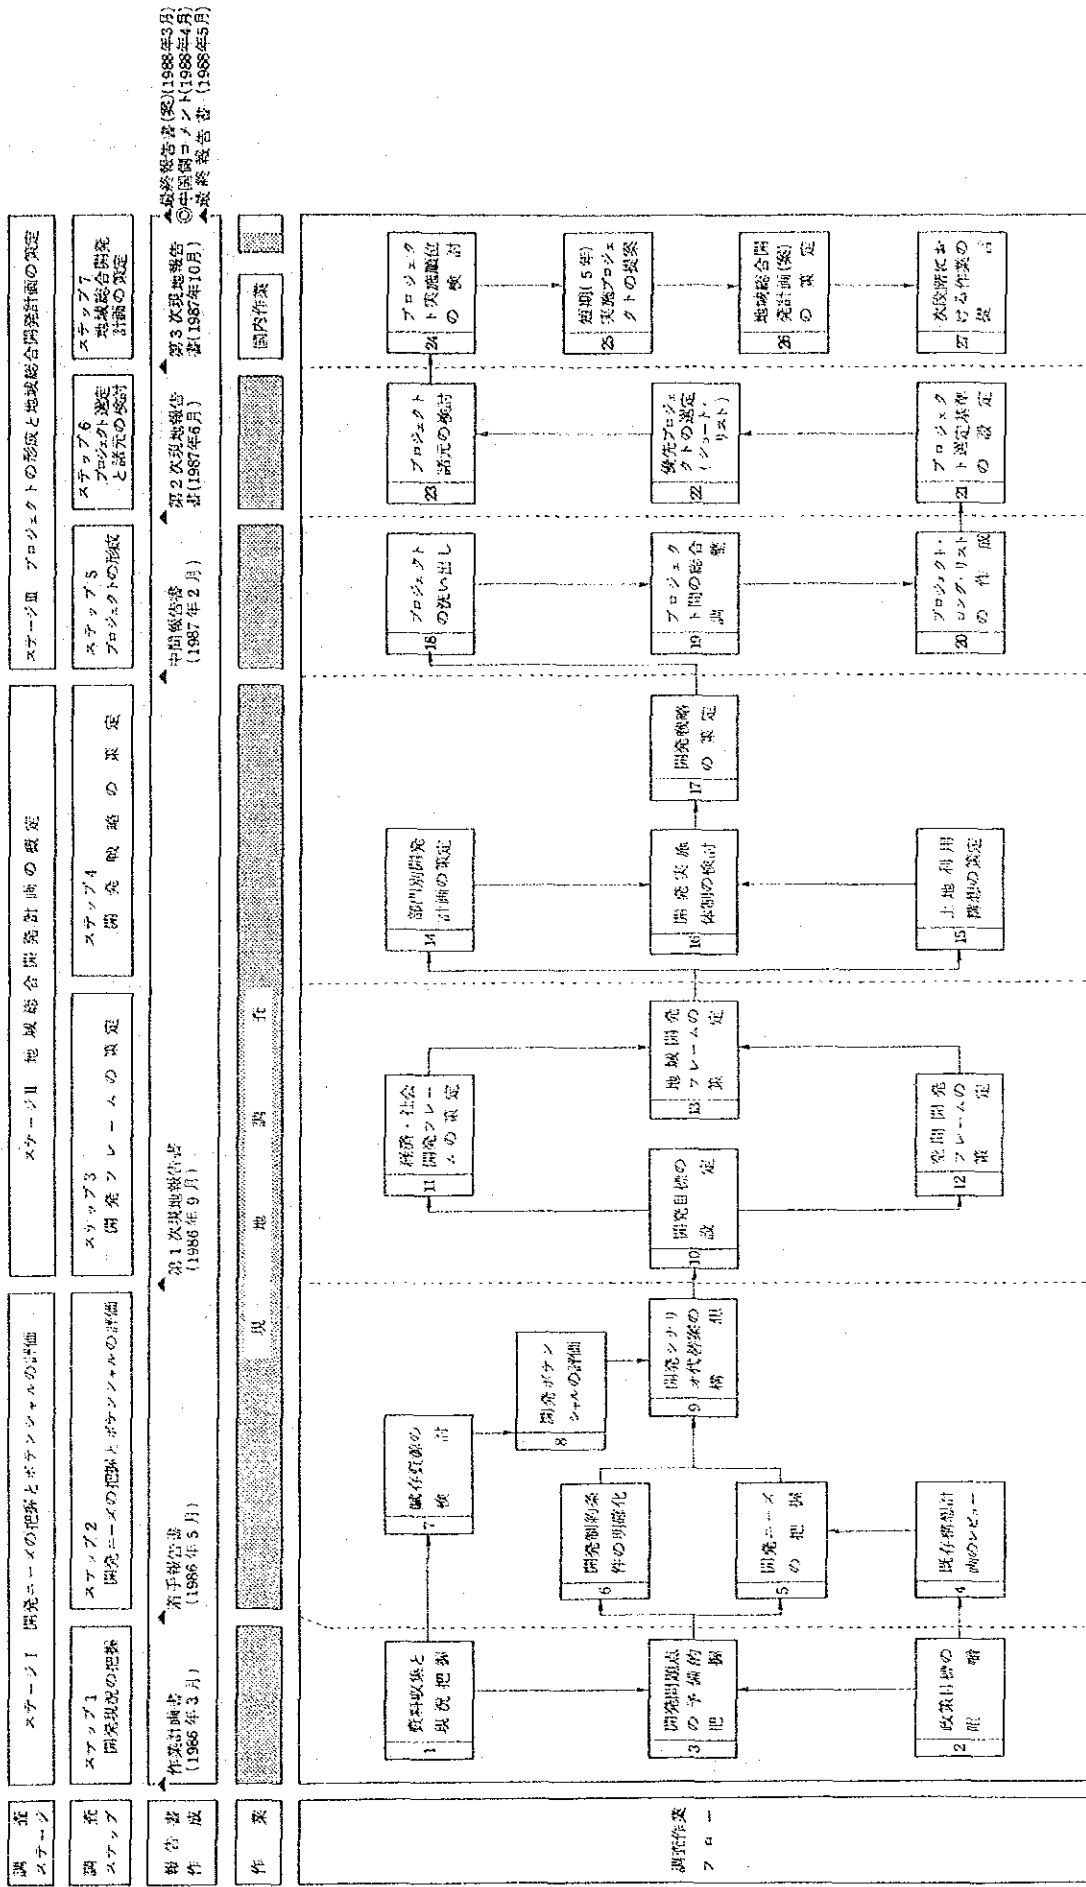 調査
ステージ
ステージⅠ 開発ニーズの把握とポテンシャルの評価
ステージⅡ 地域総合開発計画の概定
ステージⅢ プロジェクトの形成と地域総合開発計画の策定
調査
ステップ
ステップ1
開発現況の把握
ステップ2
開発ニーズの把握とポテンシャルの評価
ステップ3
開発フレームの策定
ステップ4
開発戦略の策定
ステップ5
プロジェクトの形成
ステップ6
プロジェクト選定
と諸元の検討
ステップ7
地域総合開発
計画の策定
報告書
作成
▲作業計画書
(1986年3月)
▲着手報告書
(1986年5月)
▲第1次現地報告書
(1986年9月)
▲中間報告書
(1987年2月)
▲第2次現地報告
書(1987年6月)
▲第3次現地報告
書(1987年10月)
▲最終報告書(案)(1988年3月)
◎中国側コメント(1988年4月)
▲最終報告書(1988年5月)
作業
現地調査
国内作業
調査作業
フロー
1 資料収集と
現況把握
2 政策目標の
3 開発問題点
の予備的
把握
4 既存構想計
画のレビュー
5 開発ニーズ
の把握
6 開発制約条
件の明確化
7 賦存資源の
検討
8 開発ポテン
シャルの評価
9 開発シナリ
オ代替案の
構想
10 開発目標の
設定
11 経済・社会
開発フレー
ムの策定
12 空間開発
フレームの
策定
13 地域開発
フレームの
策定
14 部門別開発
計画の策定
15 土地利用
構想の策定
16 開発実施
体制の検討
17 開発戦略
の策定
18 プロジェクト
の洗い出し
19 プロジェク
ト間の総合
調整
20 プロジェクト・
ロング・リスト
の作成
21 プロジェク
ト選定基準
の設定
22 優先プロジェ
クトの選定
(ショート・
リスト)
23 プロジェクト
諸元の検討
24 プロジェク
ト実施順位
の検討
25 短期(5年)
実施プロジェ
クトの提案
26 地域総合開
発計画(案)
の策定
27 次段階にお
ける作業の
提言